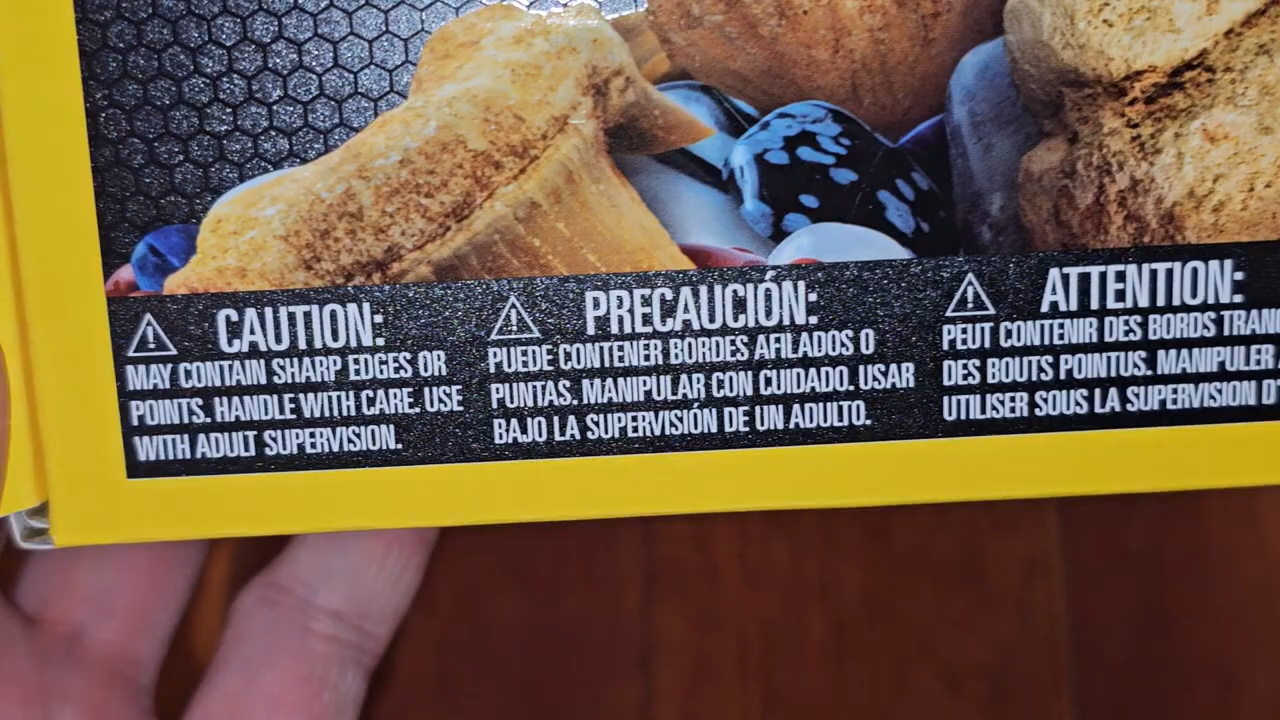 CAUTION:
MAY CONTAIN SHARP EDGES OR
POINTS. HANDLE WITH CARE. USE
WITH ADULT SUPERVISION.
PRECAUCIÓN:
PUEDE CONTENER BORDES AFILADOS O
PUNTAS. MANIPULAR CON CUIDADO. USAR
BAJO LA SUPERVISIÓN DE UN ADULTO.
ATTENTION:
PEUT CONTENIR DES BORDS
DES BOUTS POINTUS. MANIPULER
UTILISER SOUS LA SUPERVISION